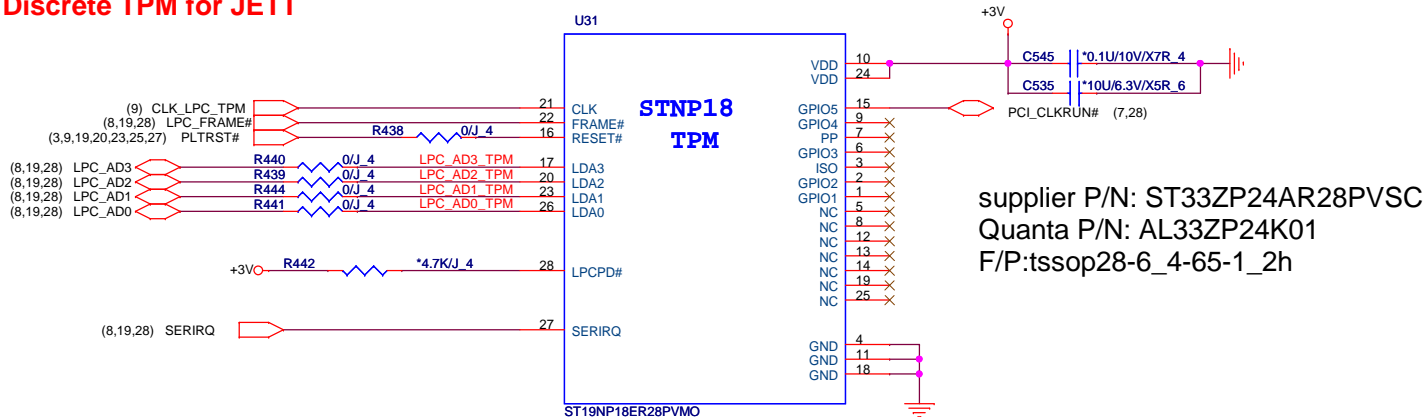 Discrete TPM for JETT
U31
+3V
C545 *0.1U/10V/X7R_4
C535 *10U/6.3V/X5R_6
STNP18
TPM
(9) CLK_LPC_TPM 21 CLK
(8,19,28) LPC_FRAME# 22 FRAME#
(3,9,19,20,23,25,27) PLTRST# R438 0/J_4 16 RESET#
(8,19,28) LPC_AD3 R440 0/J_4 LPC_AD3_TPM 17 LDA3
(8,19,28) LPC_AD2 R439 0/J_4 LPC_AD2_TPM 20 LDA2
(8,19,28) LPC_AD1 R444 0/J_4 LPC_AD1_TPM 23 LDA1
(8,19,28) LPC_AD0 R441 0/J_4 LPC_AD0_TPM 26 LDA0
+3V R442 *4.7K/J_4 28 LPCPD#
(8,19,28) SERIRQ 27 SERIRQ
VDD 10
VDD 24
GPIO5 15 PCI_CLKRUN# (7,28)
GPIO4 9
PP 7
GPIO3 6
ISO 3
GPIO2 2
GPIO1 1
NC 5
NC 8
NC 12
NC 13
NC 14
NC 19
NC 25
GND 4
GND 11
GND 18
ST19NP18ER28PVMO
supplier P/N: ST33ZP24AR28PVSC
Quanta P/N: AL33ZP24K01
F/P:tssop28-6_4-65-1_2h